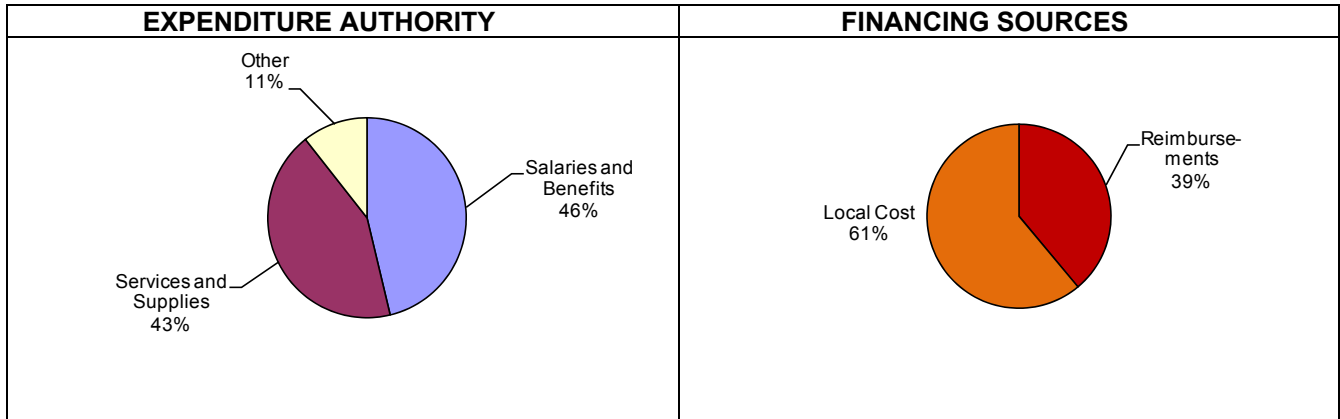 EXPENDITURE AUTHORITY
Other
11%
Salaries and
Benefits
46%
Services and
Supplies
43%
FINANCING SOURCES
Reimburse-
ments
39%
Local Cost
61%